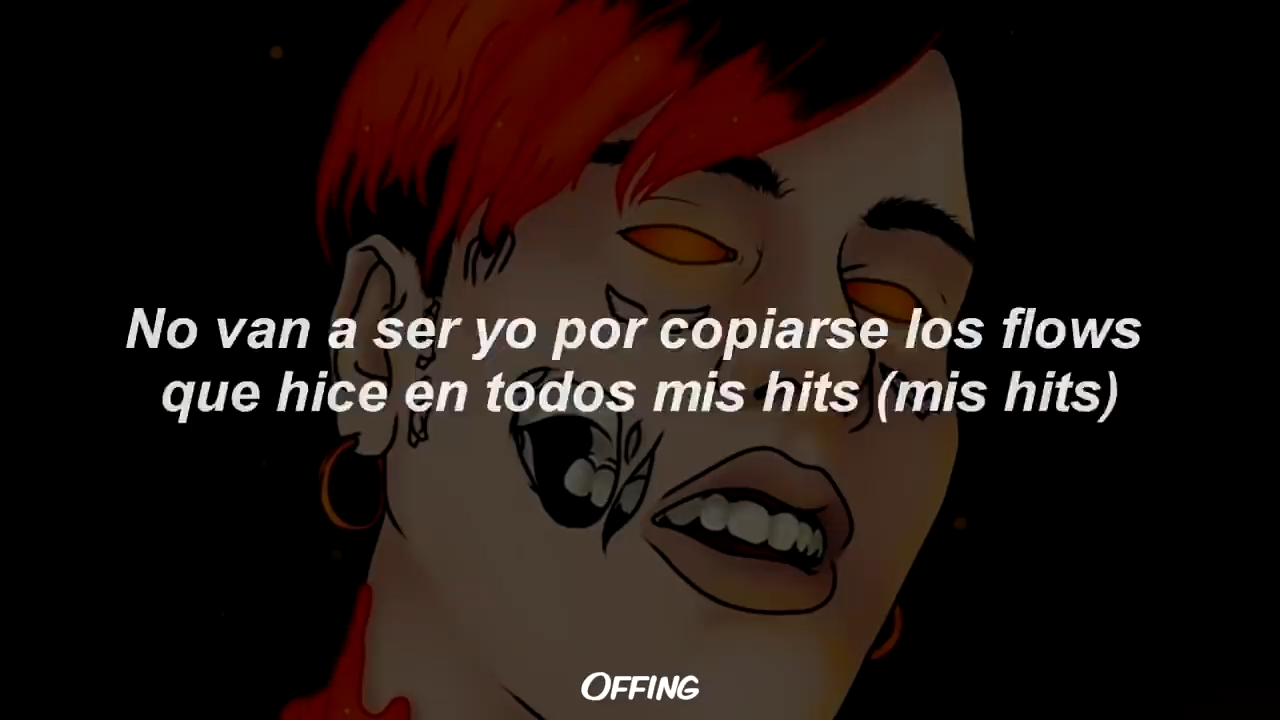 No van a ser yo por copiarse los flows
que hice en todos mis hits (mis hits)
OFFING